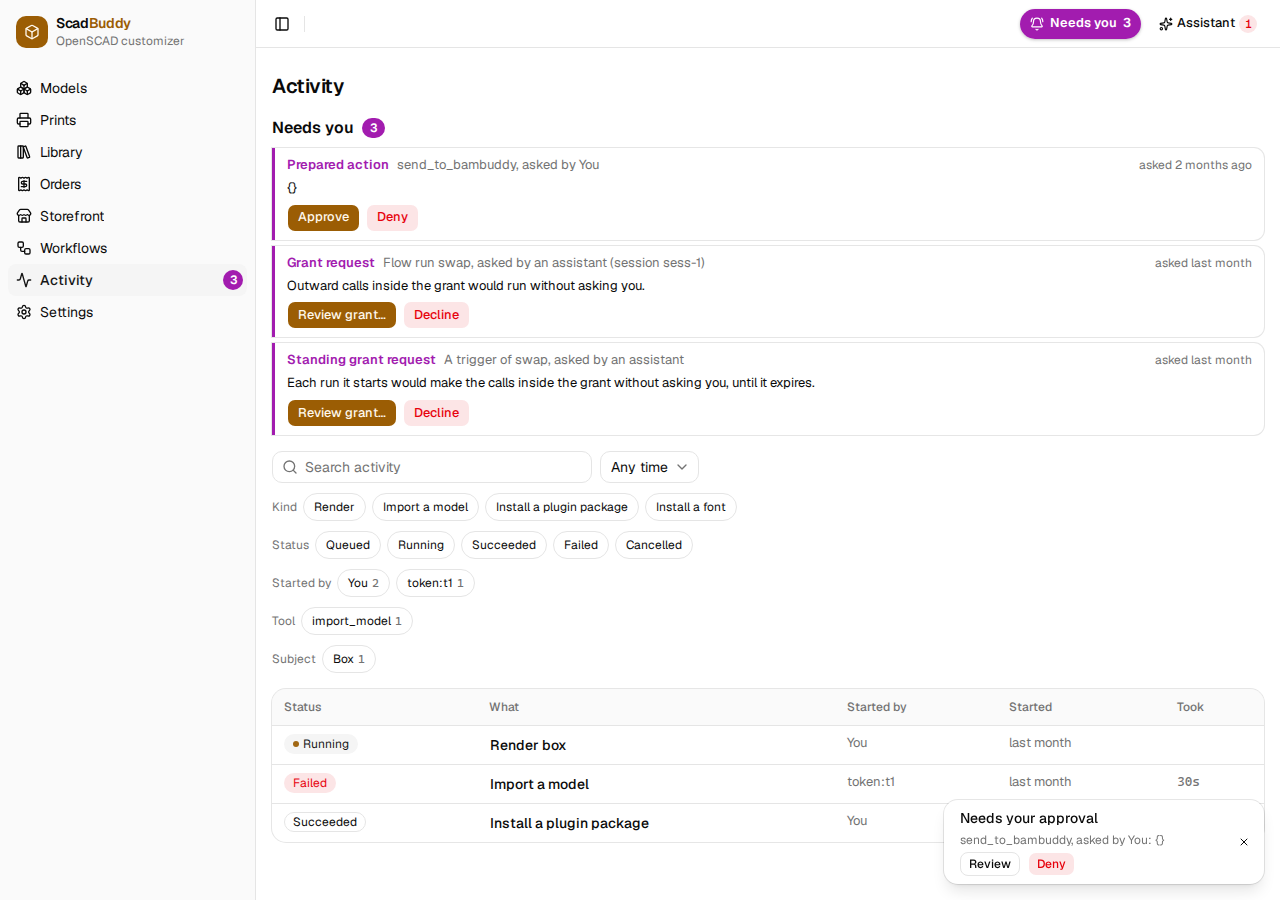 ScadBuddy
OpenSCAD customizer
Models
Prints
Library
Orders
Storefront
Workflows
Activity 3
Settings
Needs you 3
Assistant 1
Activity
Needs you 3
Prepared action send_to_bambuddy, asked by You asked 2 months ago
{}
Approve Deny
Grant request Flow run swap, asked by an assistant (session sess-1) asked last month
Outward calls inside the grant would run without asking you.
Review grant... Decline
Standing grant request A trigger of swap, asked by an assistant asked last month
Each run it starts would make the calls inside the grant without asking you, until it expires.
Review grant... Decline
Search activity Any time
Kind Render Import a model Install a plugin package Install a font
Status Queued Running Succeeded Failed Cancelled
Started by You 2 token:t1 1
Tool import_model 1
Subject Box 1
Status What Started by Started Took
Running Render box You last month
Failed Import a model token:t1 last month 30s
Succeeded Install a plugin package You
Needs your approval
send_to_bambuddy, asked by You: {}
Review Deny